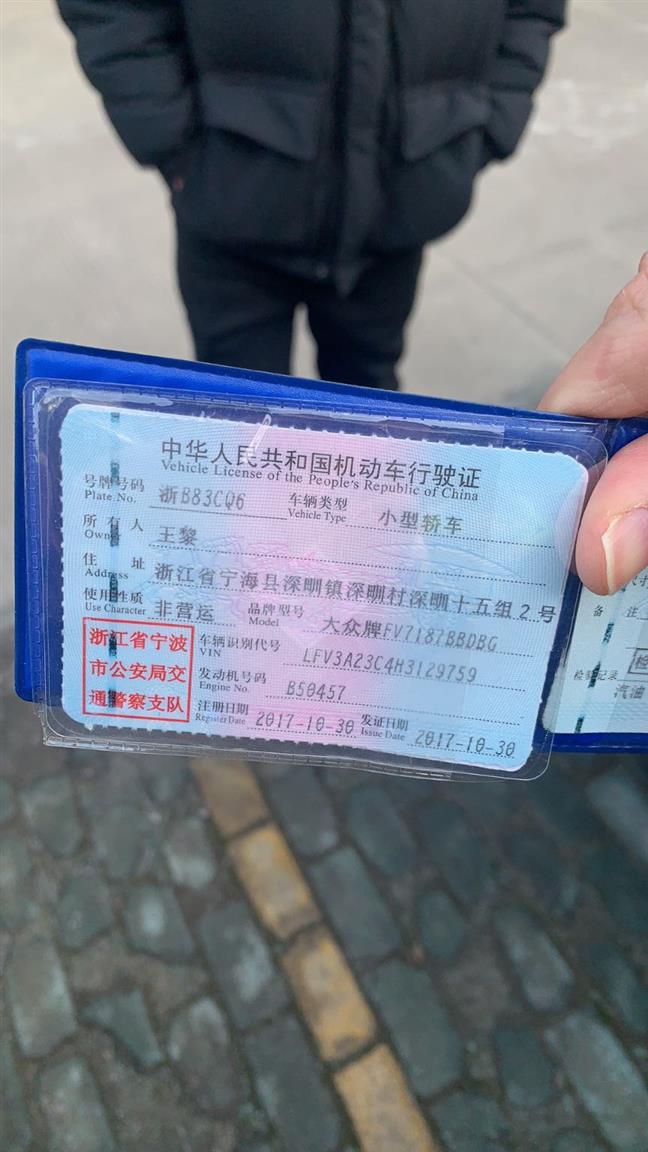 中华人民共和国机动车行驶证
Vehicle License of the People's Republic of China
号牌号码 浙B83CQ6 车辆类型 小型轿车
Plate No. Vehicle Type
所有人 王黎
Owner
住址 浙江省宁海县深甽镇深甽村深甽十五组2号
Address
使用性质 非营运 品牌型号 大众牌FV7187BBDBG
Use Character Model
浙江省宁波
市公安局交
通警察支队
车辆识别代号 LFV3A23C4H3129759
VIN
发动机号码 B50457
Engine No.
注册日期 2017-10-30 发证日期 2017-10-30
Register Date Issue Date
备注
检验记录
汽油